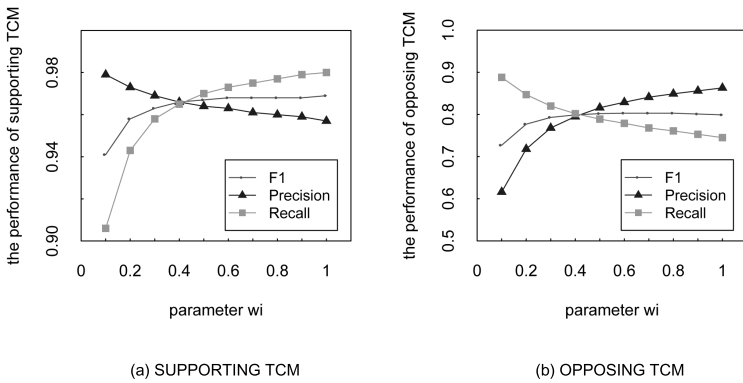 the performance of supporting TCM
0.98
0.94
0.90
F1
Precision
Recall
0 0.2 0.4 0.6 0.8 1
parameter wi
(a) SUPPORTING TCM
the performance of opposing TCM
1.0
0.9
0.8
0.7
0.6
0.5
F1
Precision
Recall
0 0.2 0.4 0.6 0.8 1
parameter wi
(b) OPPOSING TCM